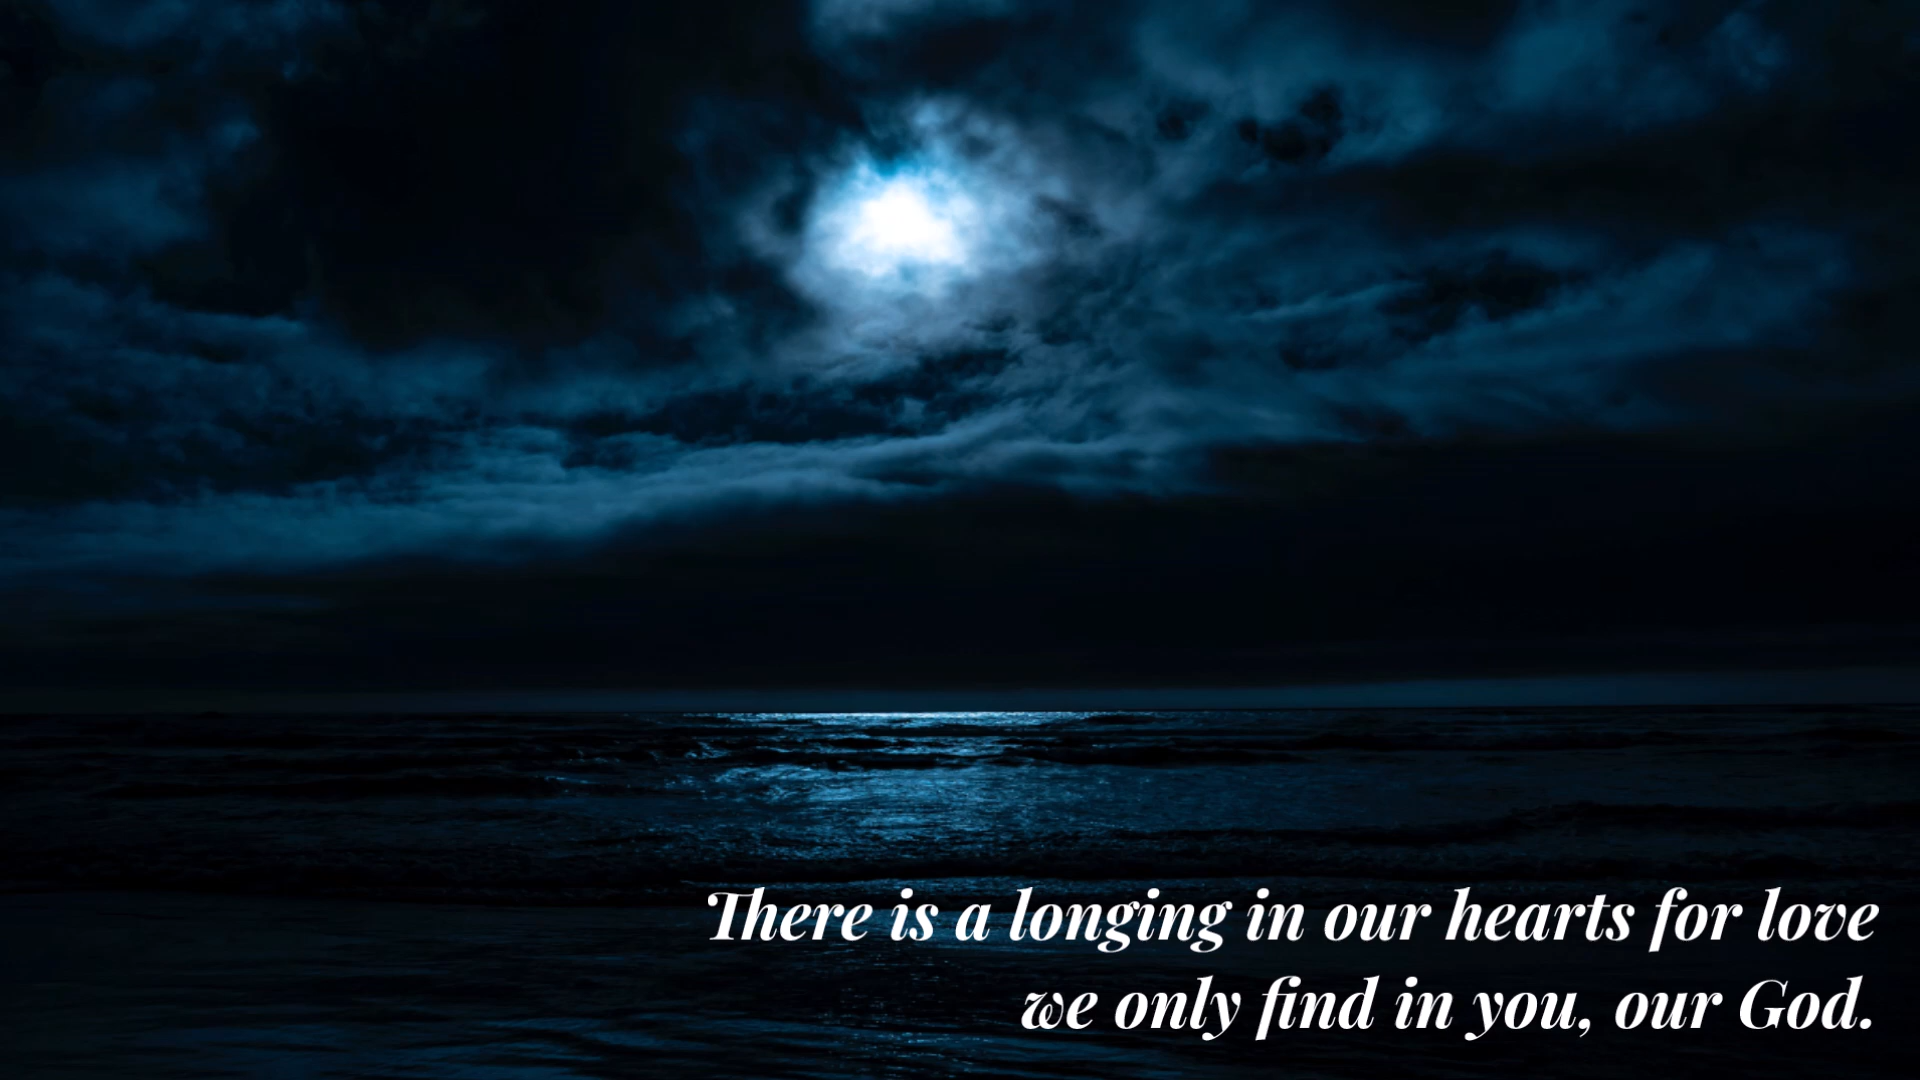 There is a longing in our hearts for love
we only find in you, our God.